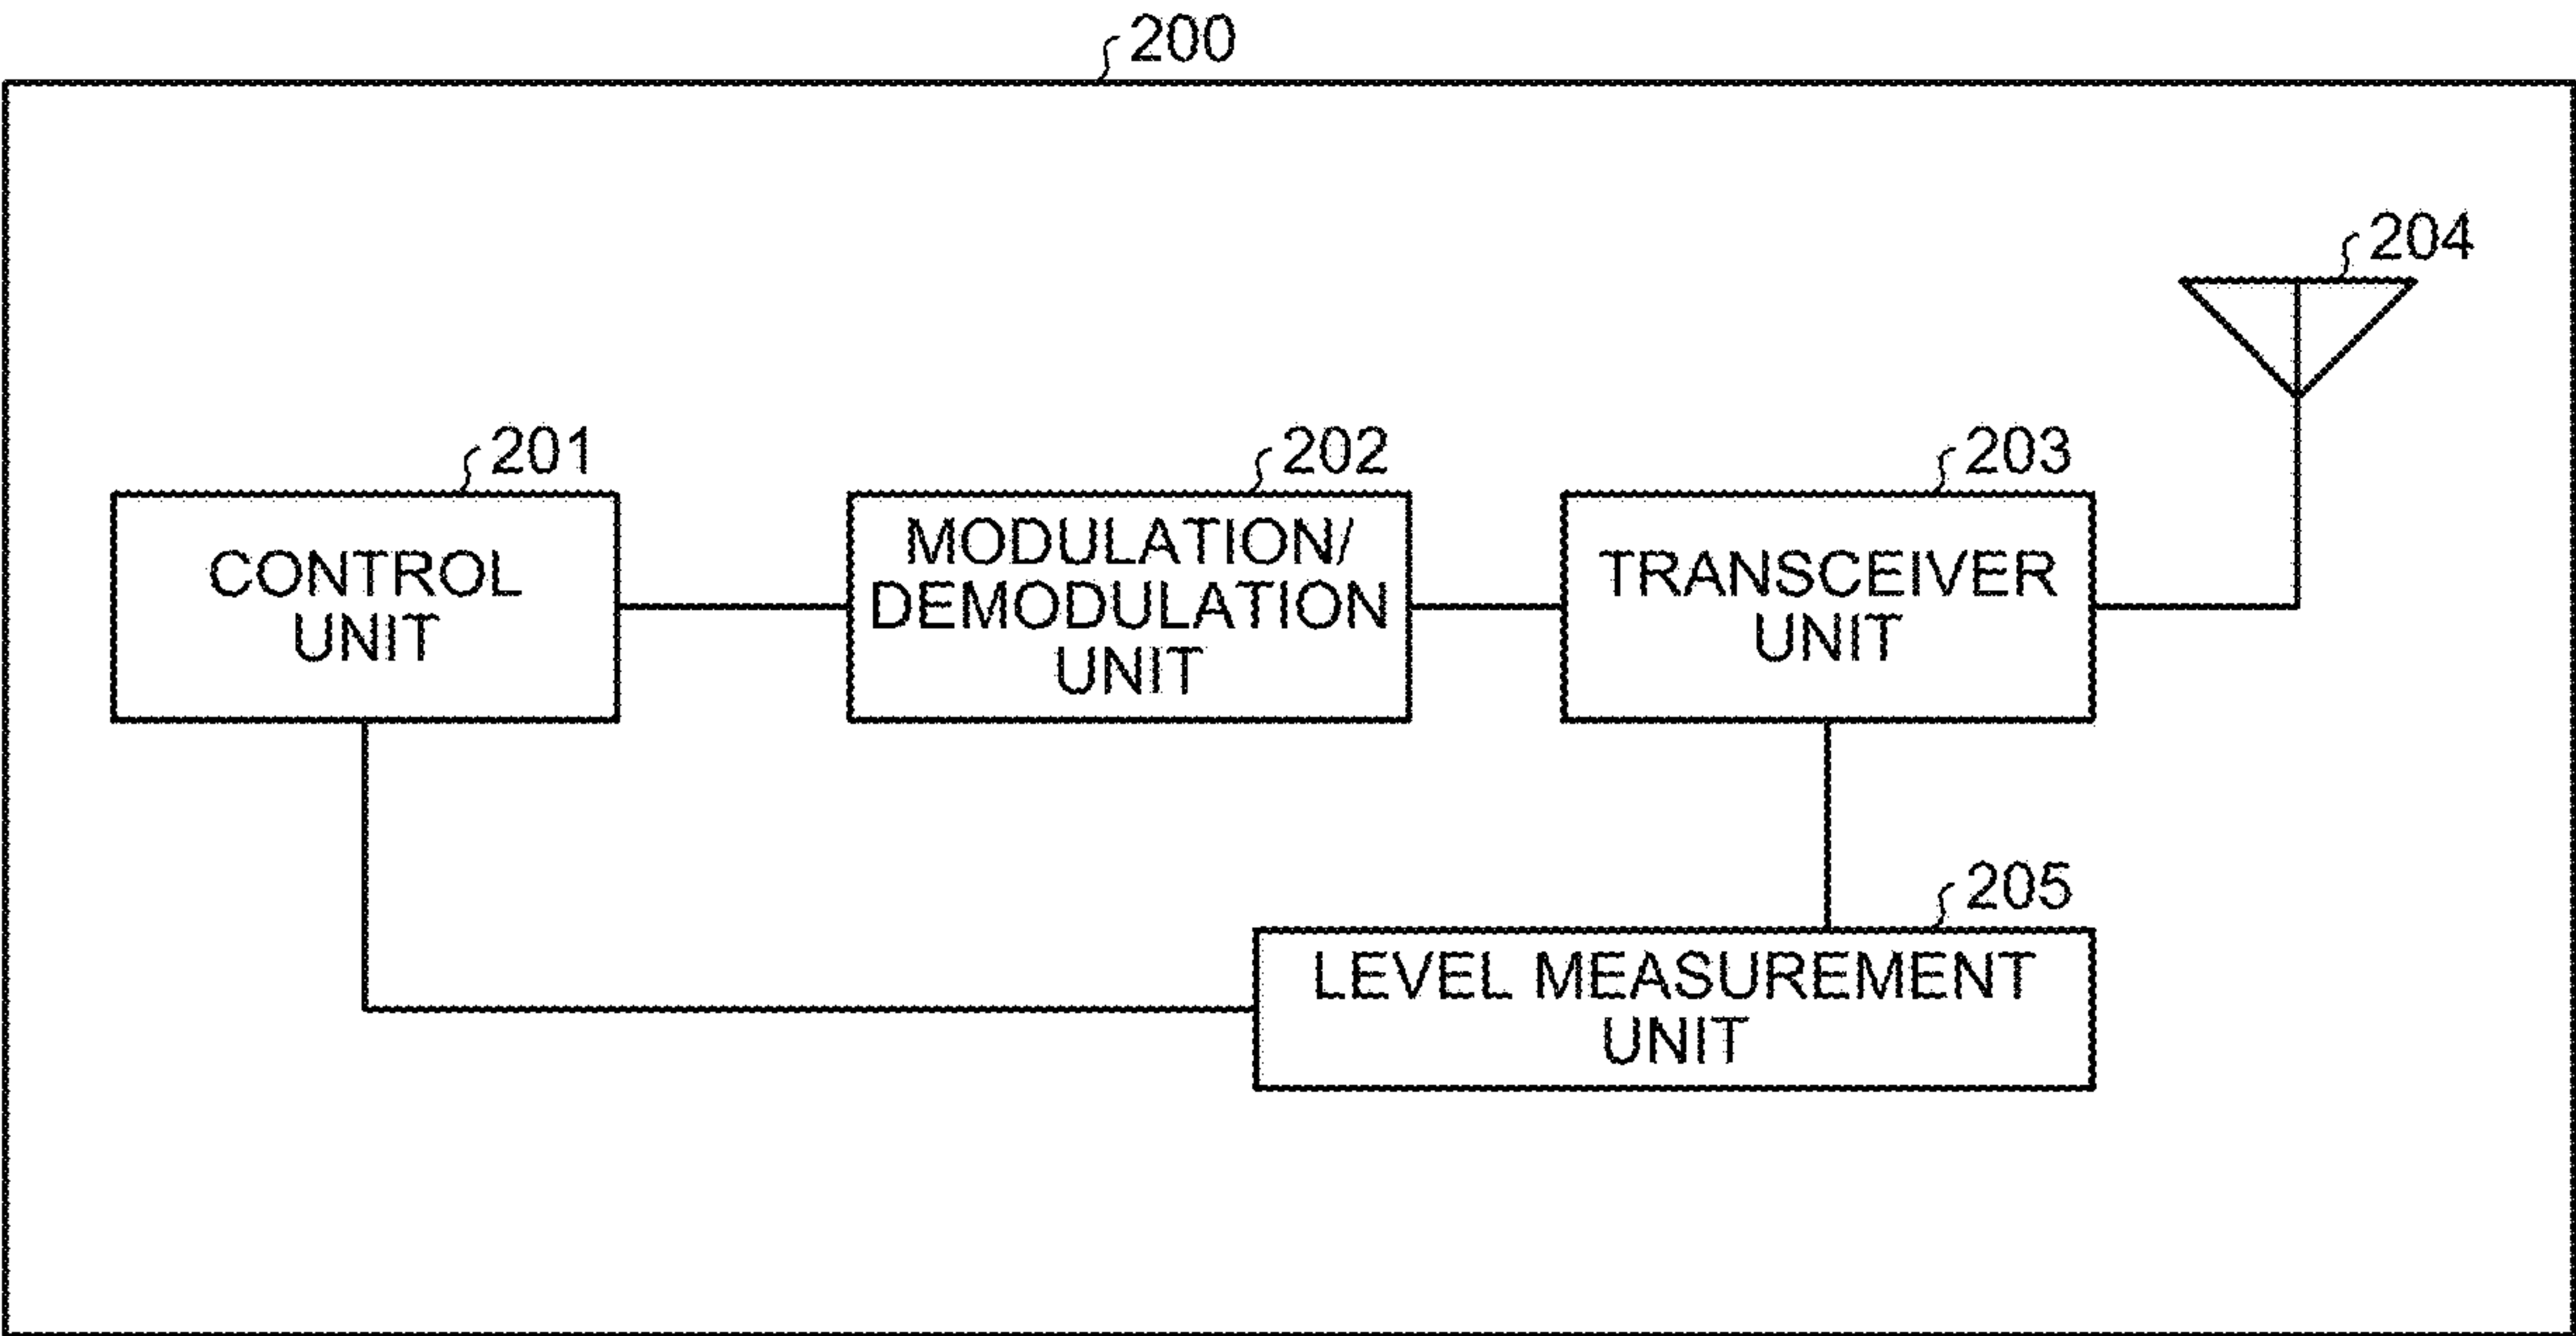 200
204
201
202
203
CONTROL
UNIT
MODULATION/
DEMODULATION
UNIT
TRANSCEIVER
UNIT
205
LEVEL MEASUREMENT
UNIT